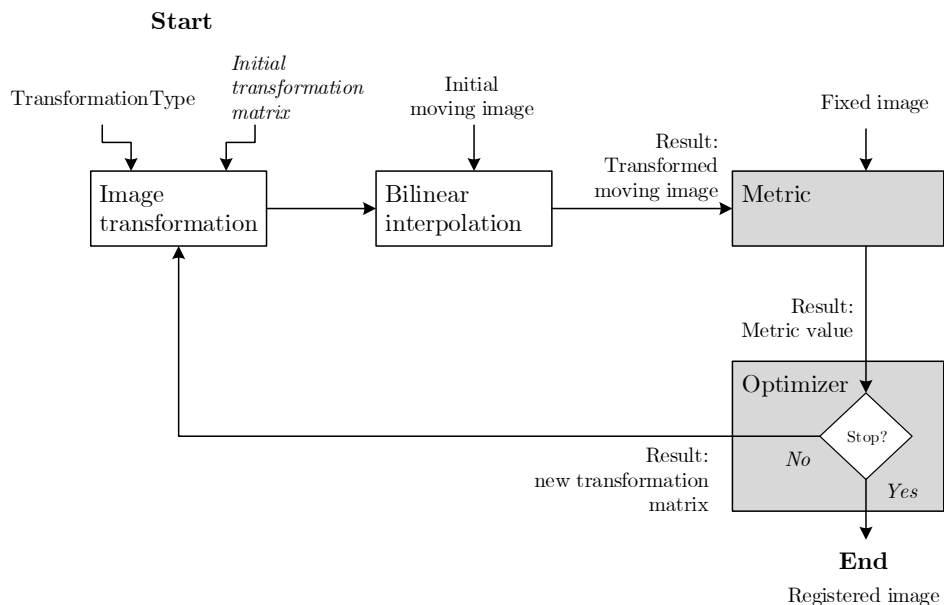 Start
TransformationType
Initial
transformation
matrix
Initial
moving image
Fixed image
Image
transformation
Bilinear
interpolation
Result:
Transformed
moving image
Metric
Result:
Metric value
Optimizer
Stop?
No
Yes
Result:
new transformation
matrix
End
Registered image